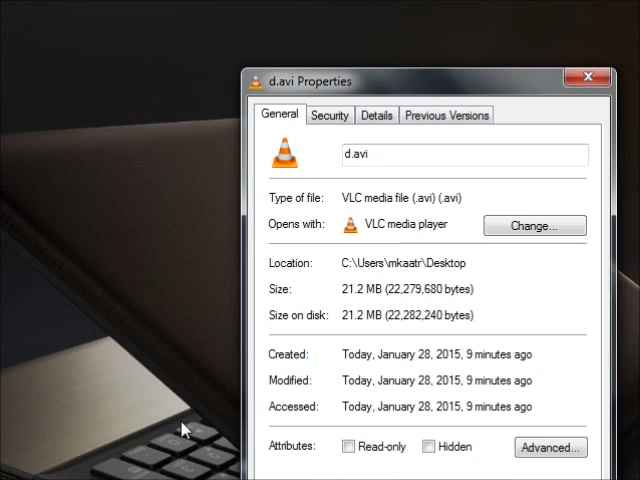 d.avi Properties
General Security Details Previous Versions
d.avi
Type of file: VLC media file (.avi) (.avi)
Opens with: VLC media player Change...
Location: C:\Users\mkaatr\Desktop
Size: 21.2 MB (22,279,680 bytes)
Size on disk: 21.2 MB (22,282,240 bytes)
Created: Today, January 28, 2015, 9 minutes ago
Modified: Today, January 28, 2015, 9 minutes ago
Accessed: Today, January 28, 2015, 9 minutes ago
Attributes: Read-only Hidden Advanced...